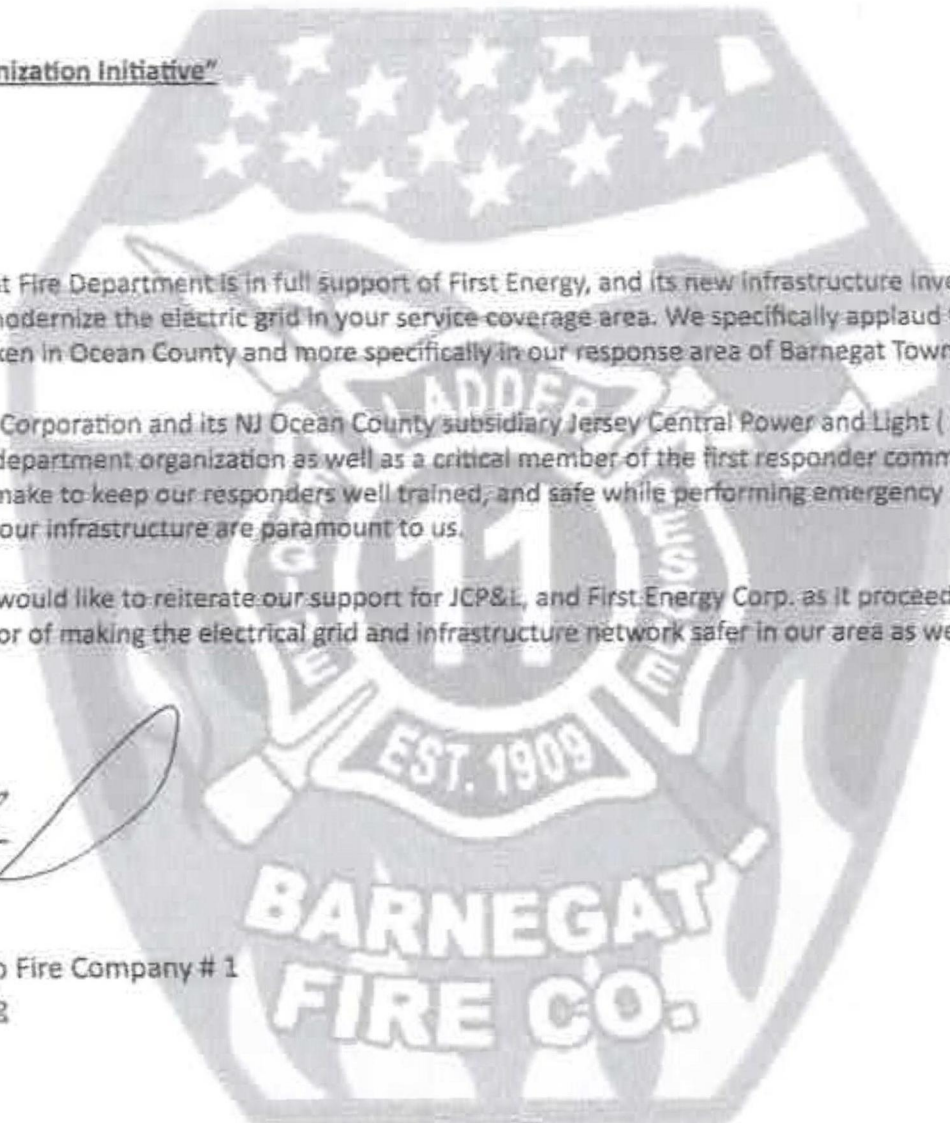 nization Initiative"
t Fire Department is in full support of First Energy, and its new infrastructure inve
modernize the electric grid in your service coverage area. We specifically applaud
ken in Ocean County and more specifically in our response area of Barnegat Town
Corporation and its NJ Ocean County subsidiary Jersey Central Power and Light (
department organization as well as a critical member of the first responder comm
make to keep our responders well trained, and safe while performing emergency
our infrastructure are paramount to us.
would like to reiterate our support for JCP&L, and First Energy Corp. as it proceed
or of making the electrical grid and infrastructure network safer in our area as we
Fire Company # 1
LADDER
ENGINE
11
RESCUE
EST. 1909
BARNEGAT
FIRE CO.